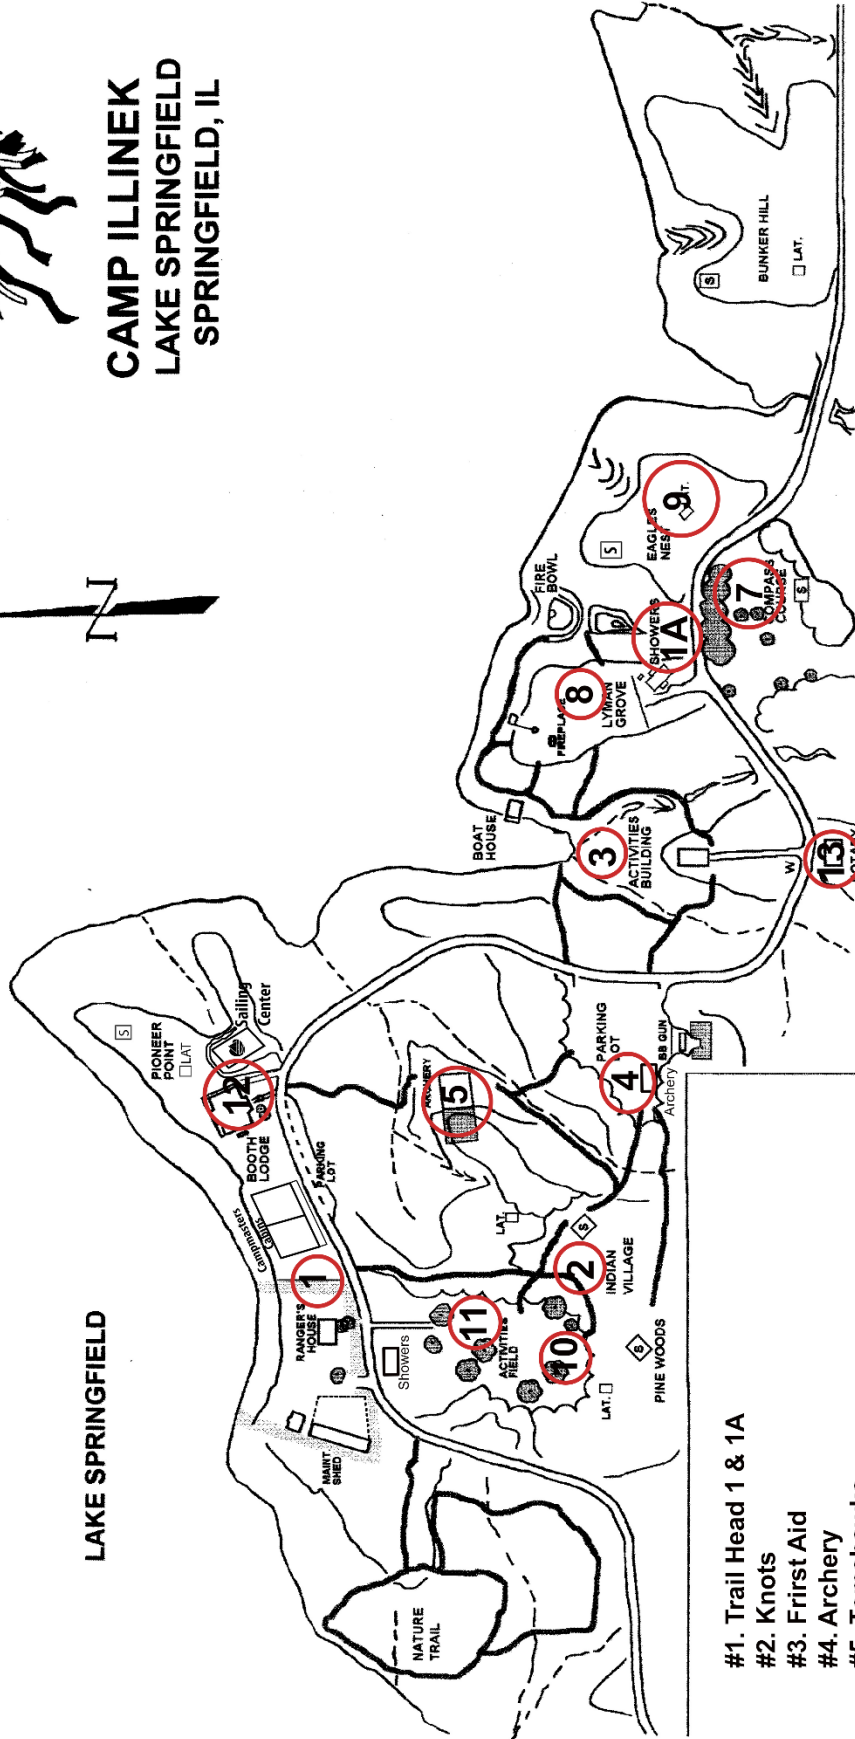 CAMP ILLINEK
LAKE SPRINGFIELD
SPRINGFIELD, IL
N
LAKE SPRINGFIELD
PIONEER
POINT
S
LAT
Sailing
Center
12
BOOTH
LODGE
PARKING
LOT
Campmasters
Cabins
1
RANGER'S
HOUSE
MAINT.
SHED
Showers
NATURE
TRAIL
11
ACTIVITIES
FIELD
10
LAT.
PINE WOODS
S
2
INDIAN
VILLAGE
S
LAT.
ARCHERY
5
PARKING
LOT
4
Archery
BB GUN
BOAT
HOUSE
3
ACTIVITIES
BUILDING
W
13
FIRE
BOWL
FIREPLACE
8
LYMAN
GROVE
SHOWERS
1A
S
EAGLES
NEST
9
LAT.
7
COMPASS
COURSE
S
S
BUNKER HILL
LAT.
#1. Trail Head 1 & 1A
#2. Knots
#3. Frirst Aid
#4. Archery